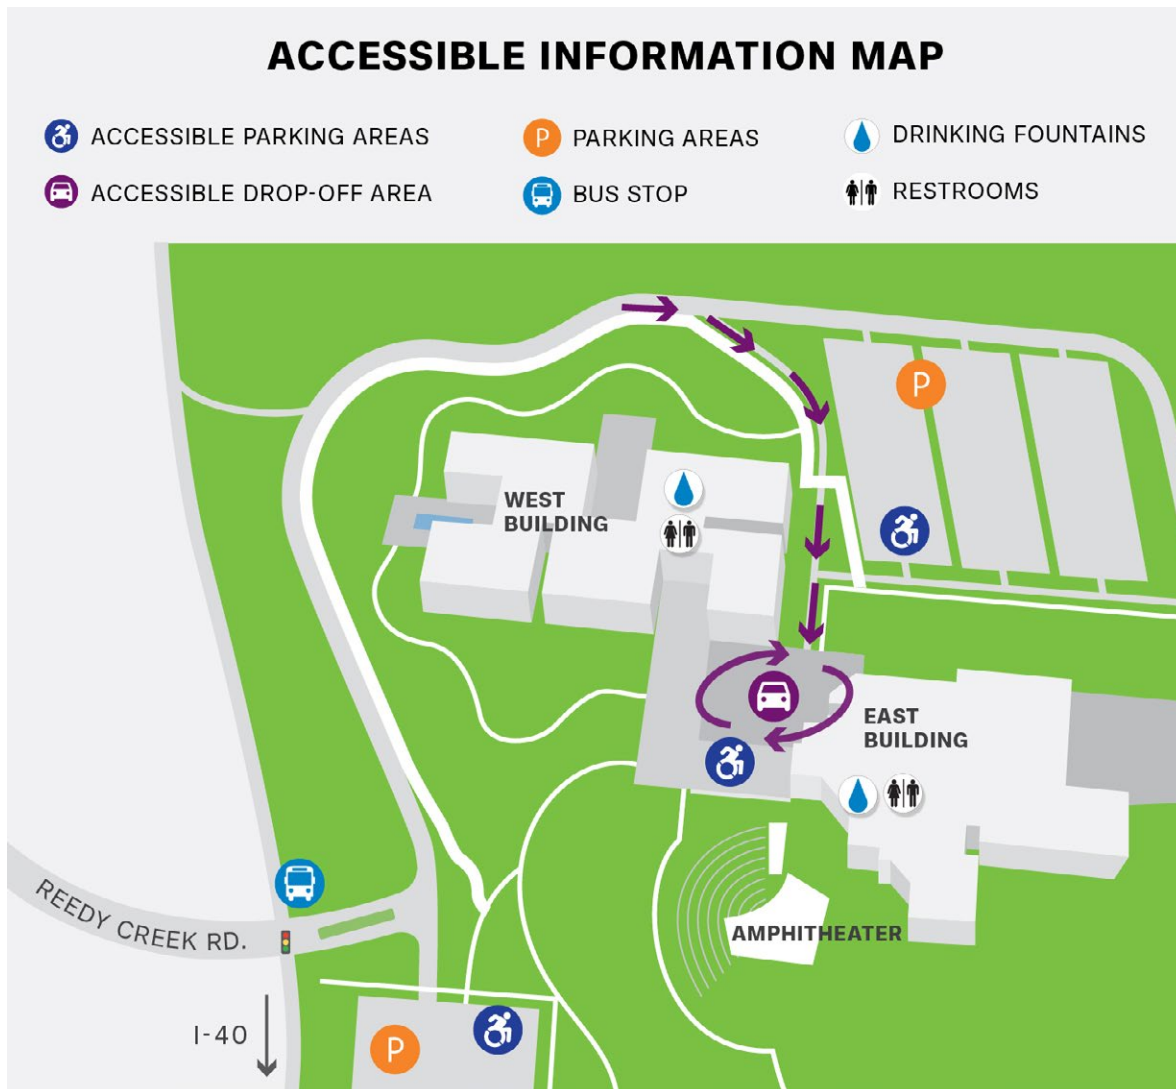 ACCESSIBLE INFORMATION MAP
ACCESSIBLE PARKING AREAS
ACCESSIBLE DROP-OFF AREA
P PARKING AREAS
BUS STOP
DRINKING FOUNTAINS
RESTROOMS
P
WEST
BUILDING
EAST
BUILDING
AMPHITHEATER
REEDY CREEK RD.
I-40
P